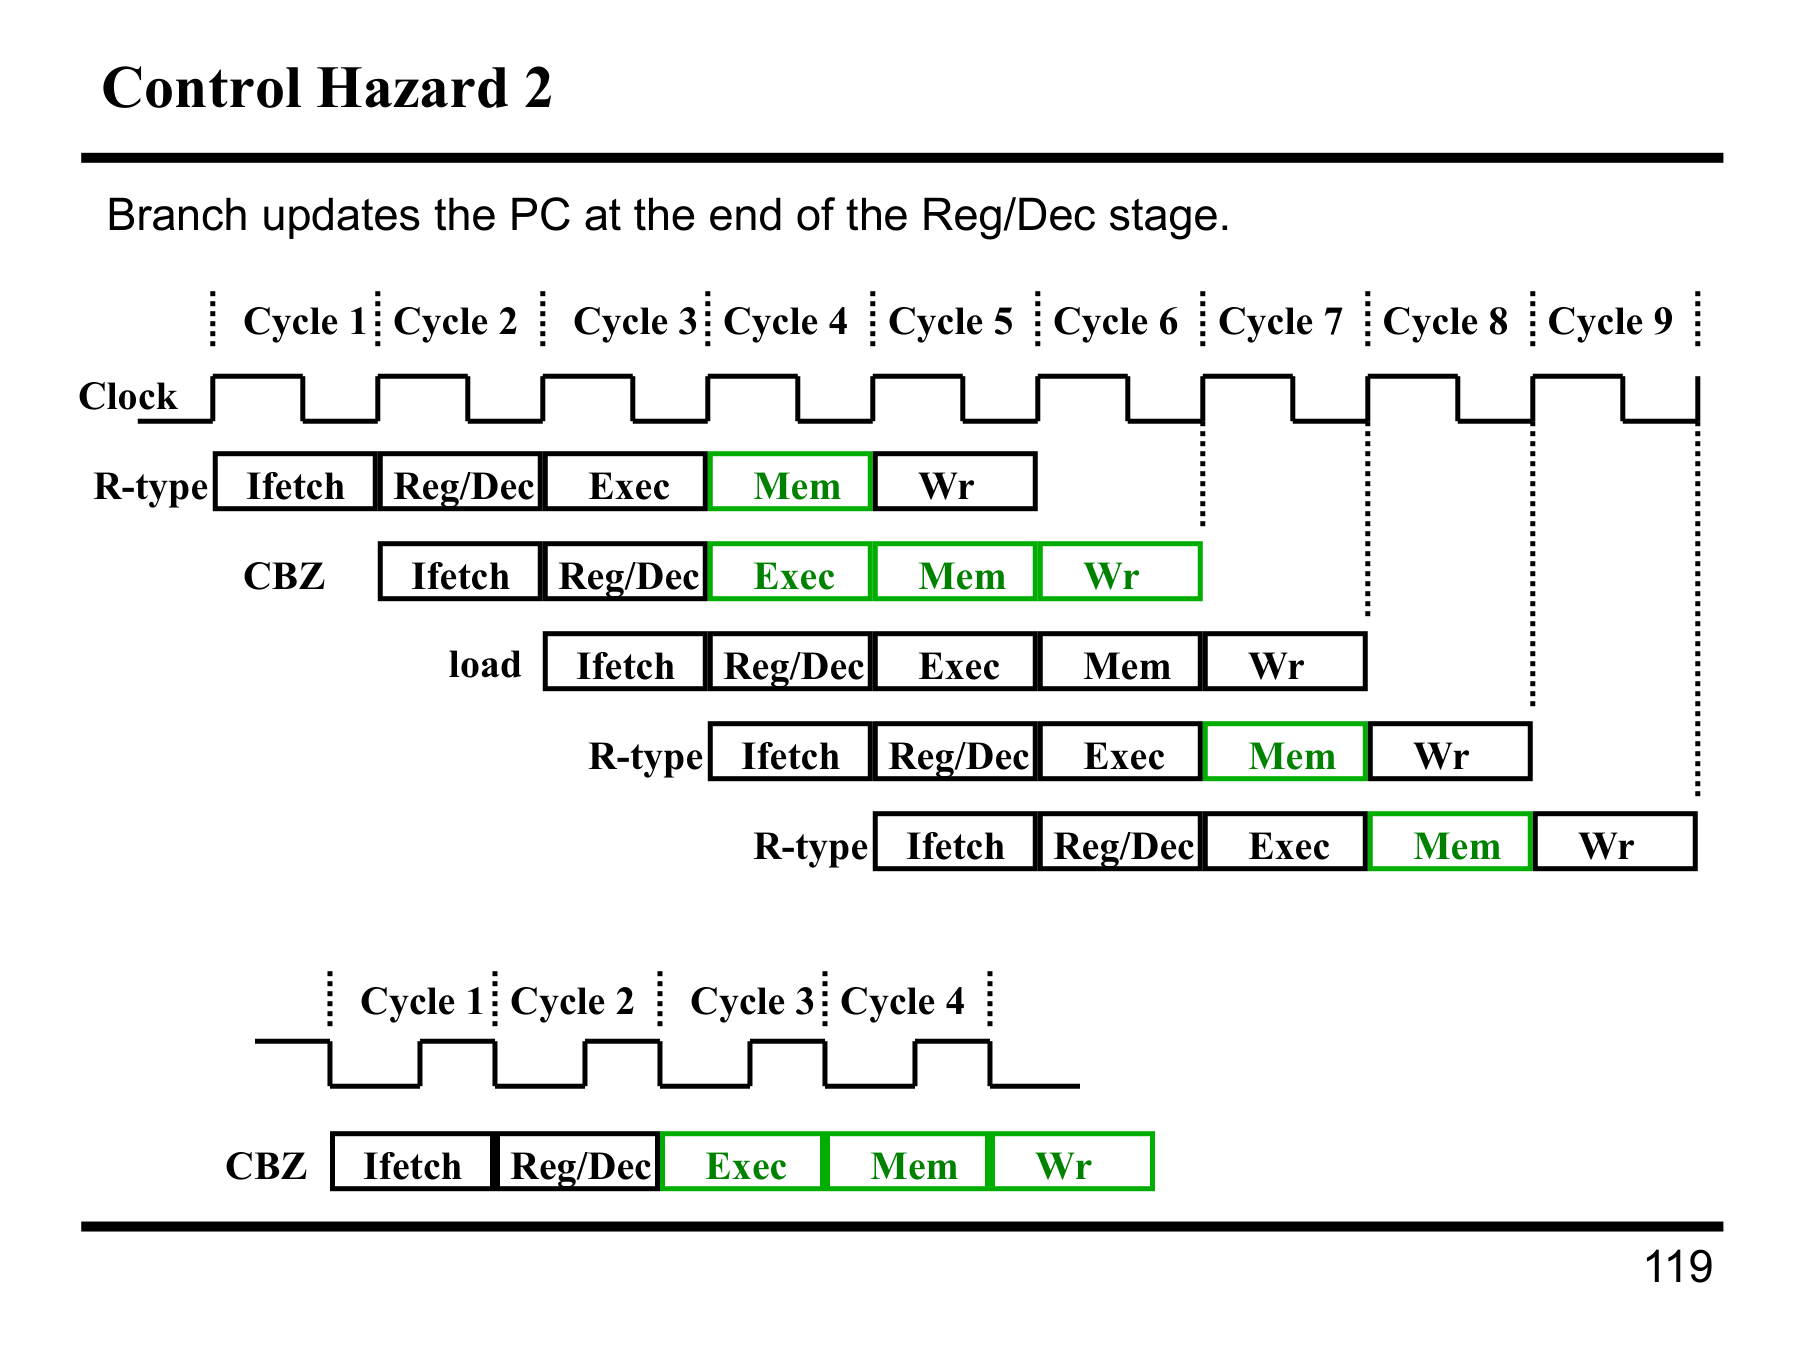 Control Hazard 2
Branch updates the PC at the end of the Reg/Dec stage.
Cycle 1 Cycle 2 Cycle 3 Cycle 4 Cycle 5 Cycle 6 Cycle 7 Cycle 8 Cycle 9
Clock
R-type Ifetch Reg/Dec Exec Mem Wr
CBZ Ifetch Reg/Dec Exec Mem Wr
load Ifetch Reg/Dec Exec Mem Wr
R-type Ifetch Reg/Dec Exec Mem Wr
R-type Ifetch Reg/Dec Exec Mem Wr
Cycle 1 Cycle 2 Cycle 3 Cycle 4
CBZ Ifetch Reg/Dec Exec Mem Wr
119